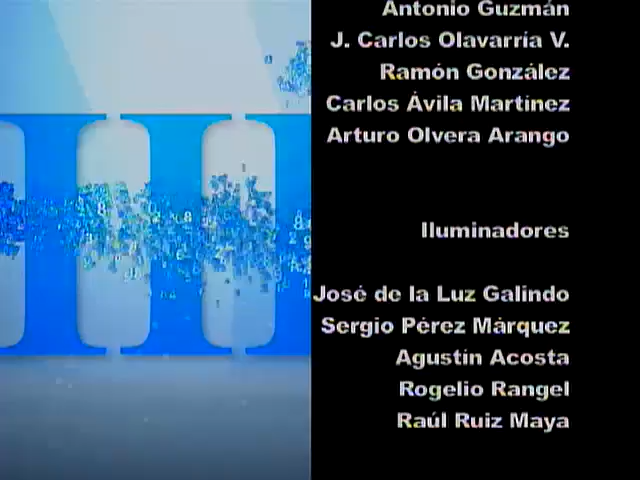 Antonio Guzmán
J. Carlos Olavarría V.
Ramón González
Carlos Ávila Martínez
Arturo Olvera Arango
Iluminadores
José de la Luz Galindo
Sergio Pérez Márquez
Agustín Acosta
Rogelio Rangel
Raúl Ruiz Maya